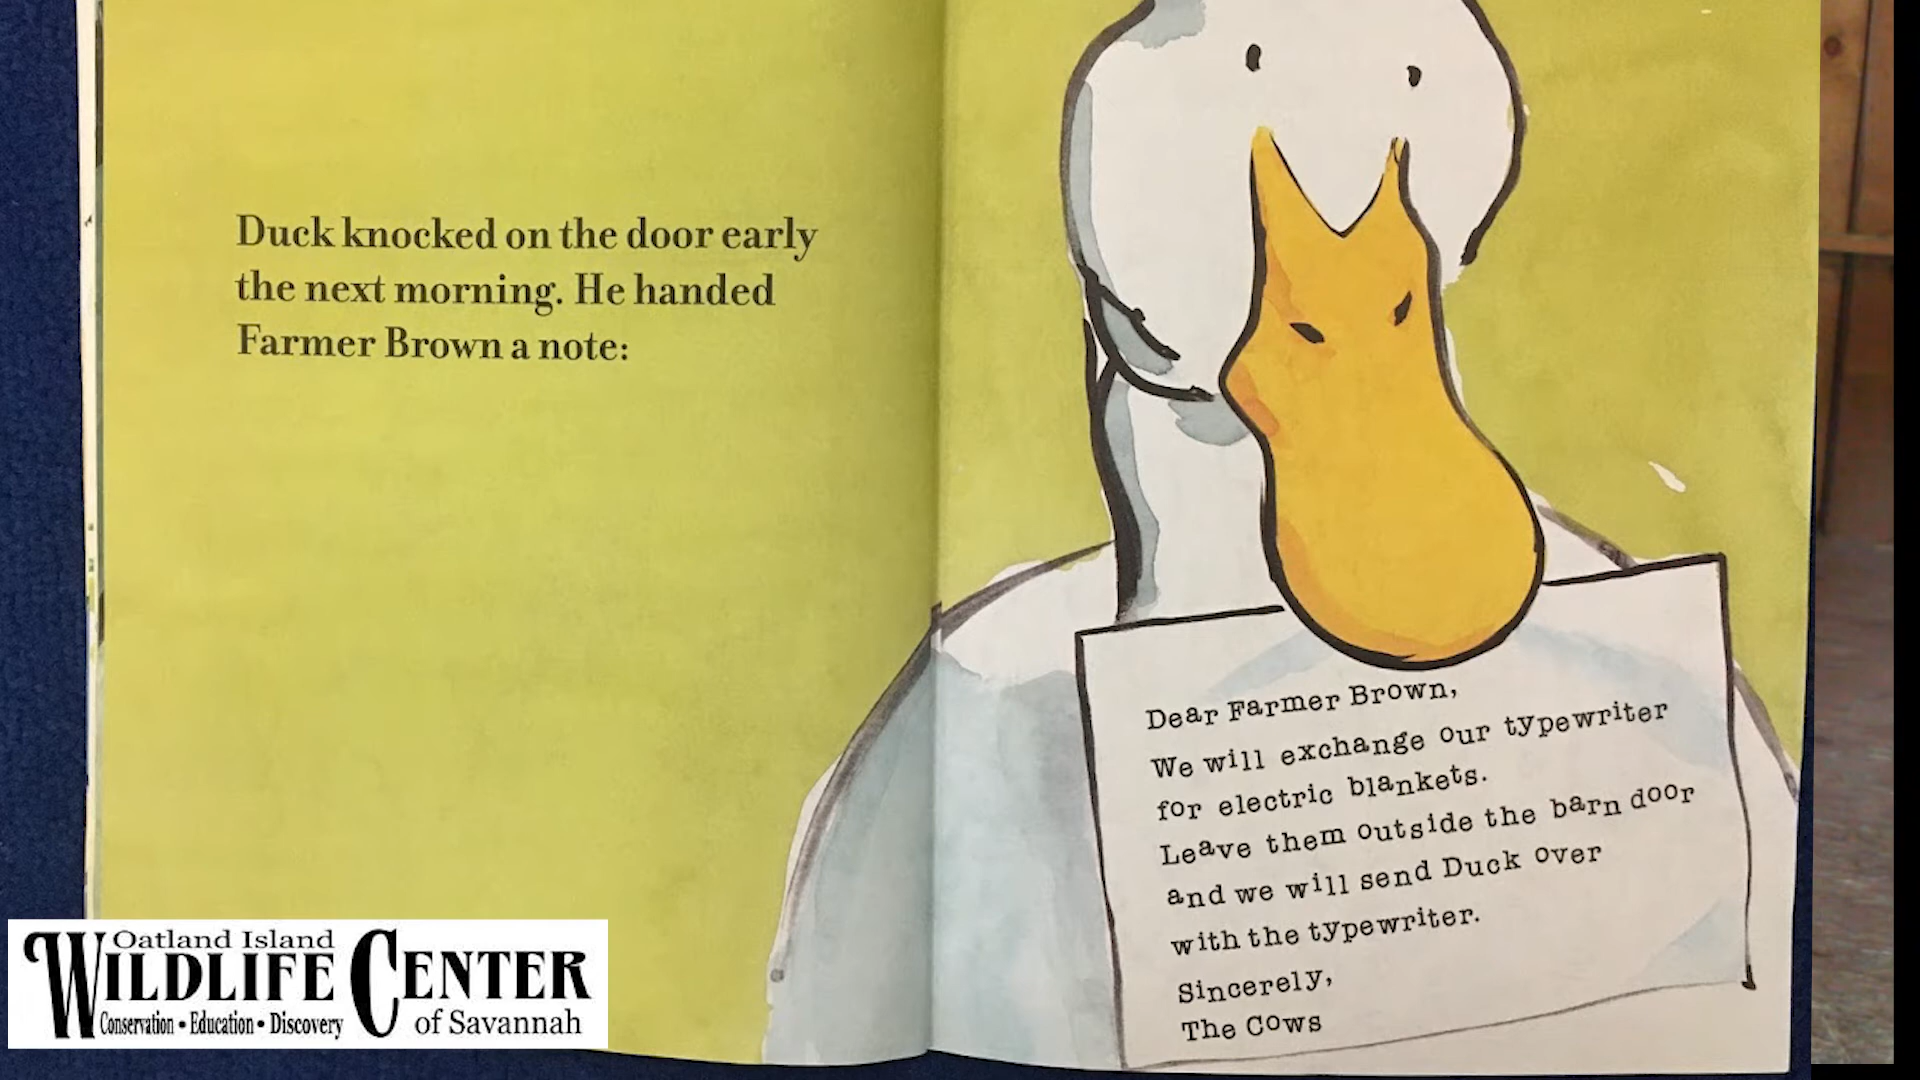 Duck knocked on the door early
the next morning. He handed
Farmer Brown a note:
Dear Farmer Brown,
We will exchange our typewriter
for electric blankets.
Leave them outside the barn door
and we will send Duck over
with the typewriter.
Sincerely,
The Cows
Oatland Island
WILDLIFE CENTER
Conservation • Education • Discovery
of Savannah